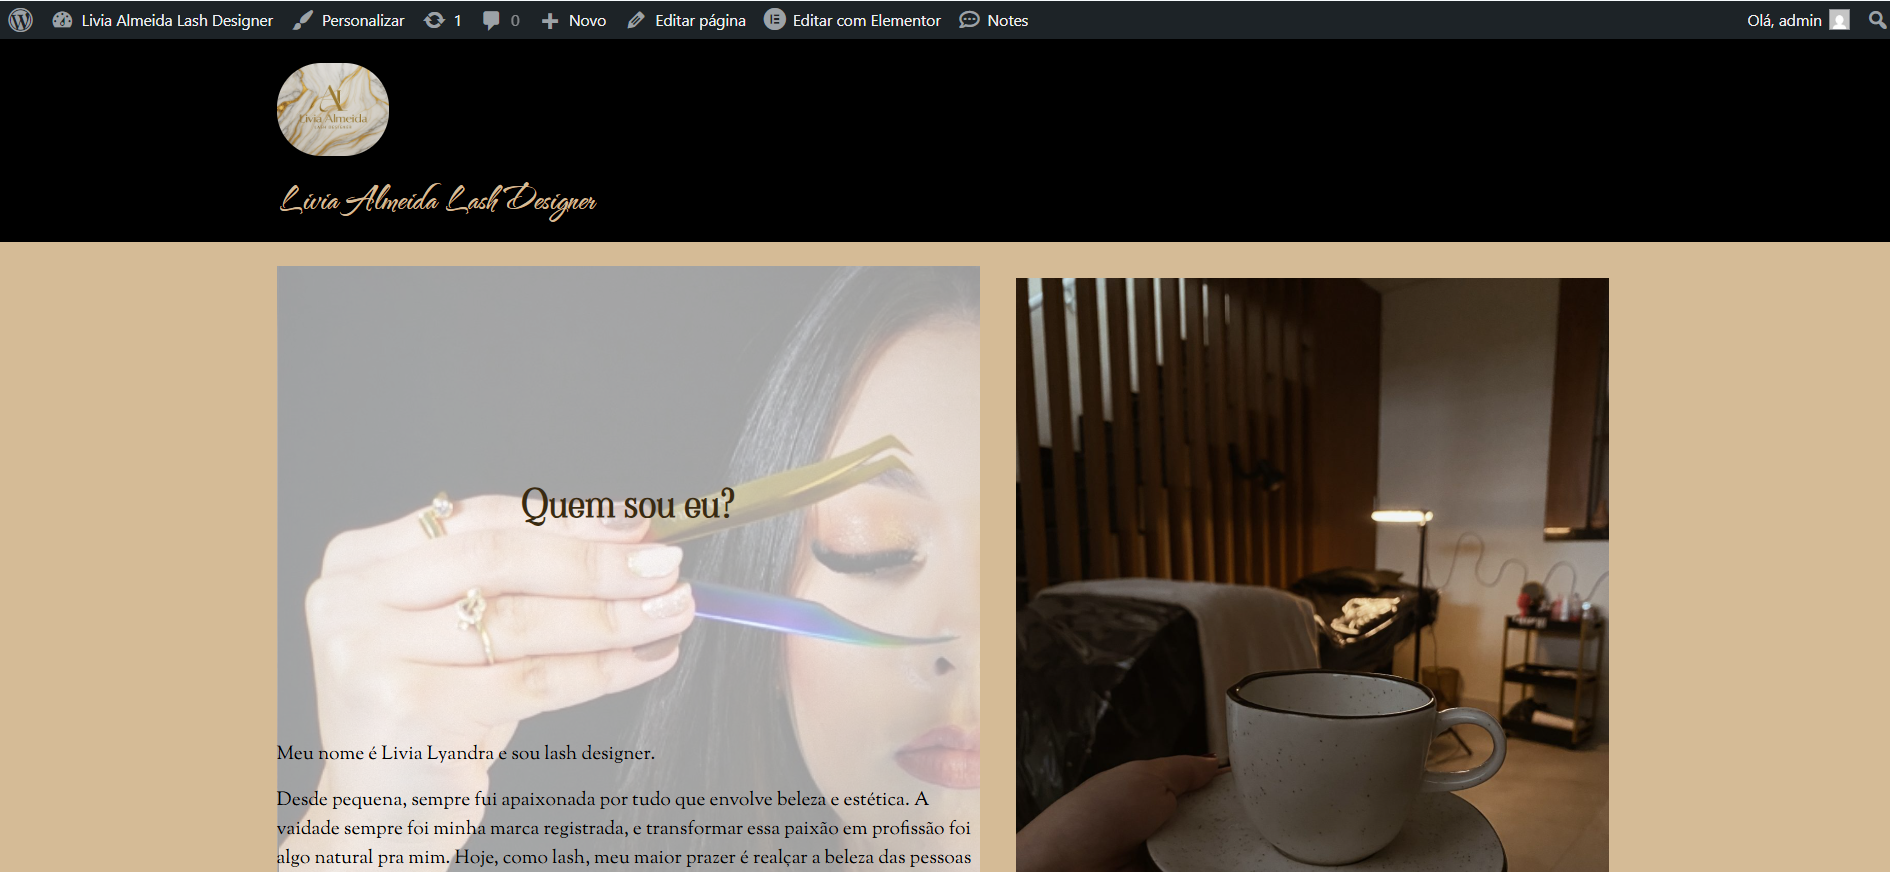 Livia Almeida Lash Designer Personalizar 1 0 Novo Editar página Editar com Elementor Notes Olá, admin
AL
Livia Almeida
LASH DESIGNER
Livia Almeida Lash Designer
Quem sou eu?
Meu nome é Livia Lyandra e sou lash designer.
Desde pequena, sempre fui apaixonada por tudo que envolve beleza e estética. A
vaidade sempre foi minha marca registrada, e transformar essa paixão em profissão foi
algo natural pra mim. Hoje, como lash, meu maior prazer é realçar a beleza das pessoas